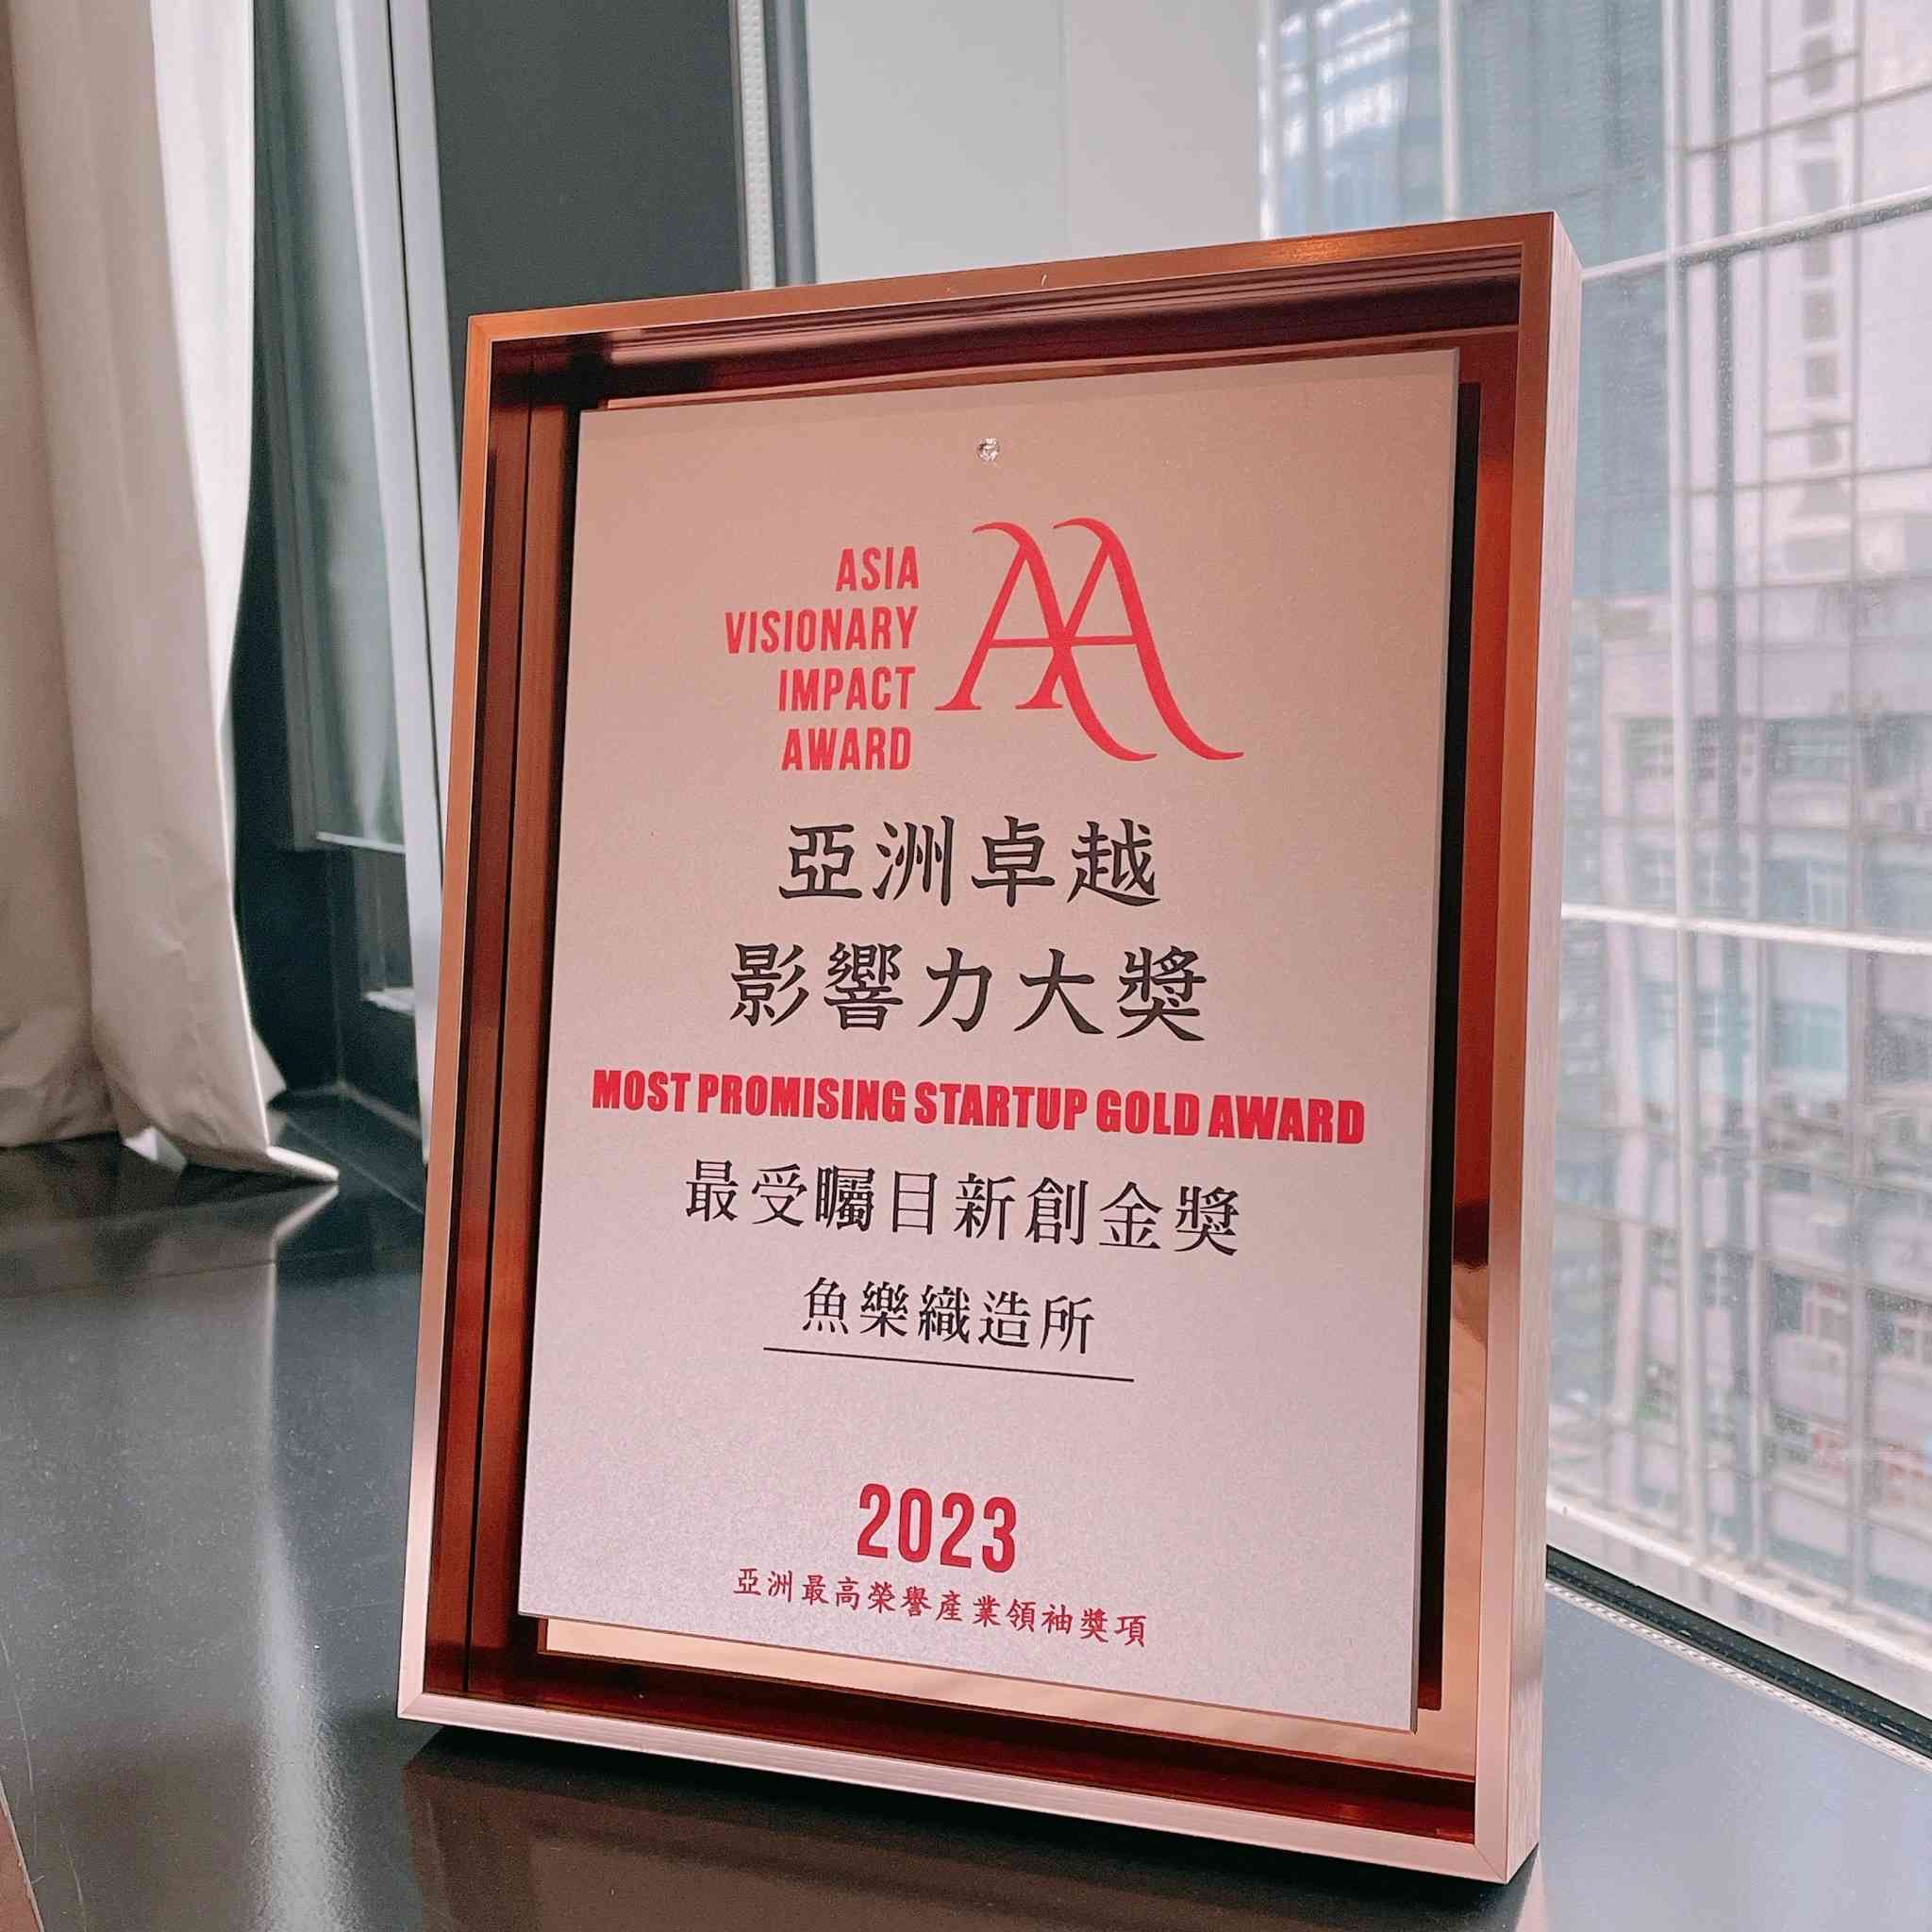 ASIA
VISIONARY
IMPACT
AWARD
AA
亞洲卓越
影響力大獎
MOST PROMISING STARTUP GOLD AWARD
最受矚目新創金獎
魚樂織造所
2023
亞洲最高榮譽產業領袖獎項